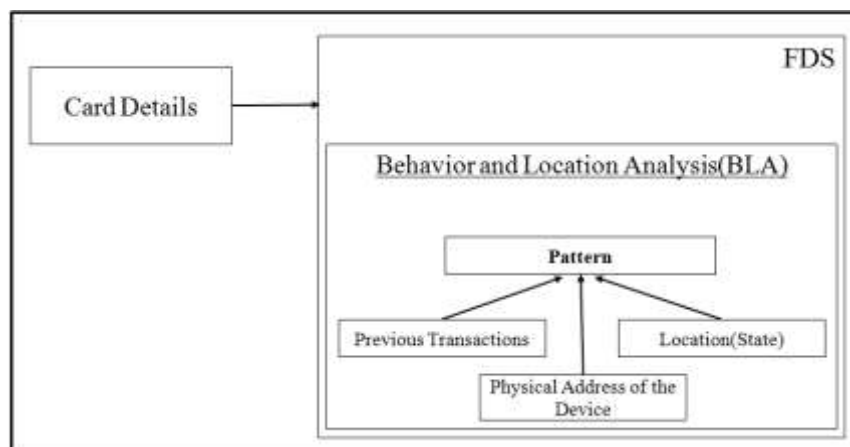 FDS
Card Details
Behavior and Location Analysis(BLA)
Pattern
Previous Transactions
Location(State)
Physical Address of the
Device